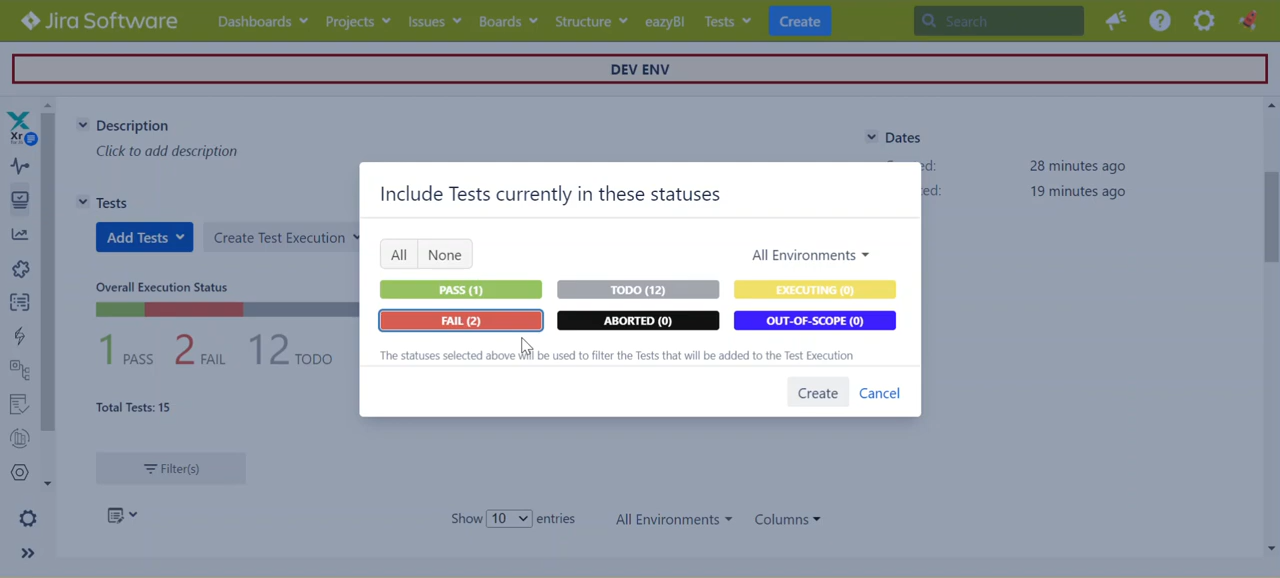 Jira Software Dashboards Projects Issues Boards Structure eazyBI Tests Create Search
DEV ENV
Description
Click to add description
Dates
28 minutes ago
19 minutes ago
Tests
Add Tests Create Test Execution
Overall Execution Status
1 PASS 2 FAIL 12 TODO
Total Tests: 15
Filter(s)
Show 10 entries All Environments Columns
Include Tests currently in these statuses
All None All Environments
PASS (1) TODO (12) EXECUTING (0)
FAIL (2) ABORTED (0) OUT-OF-SCOPE (0)
The statuses selected above will be used to filter the Tests that will be added to the Test Execution
Create Cancel